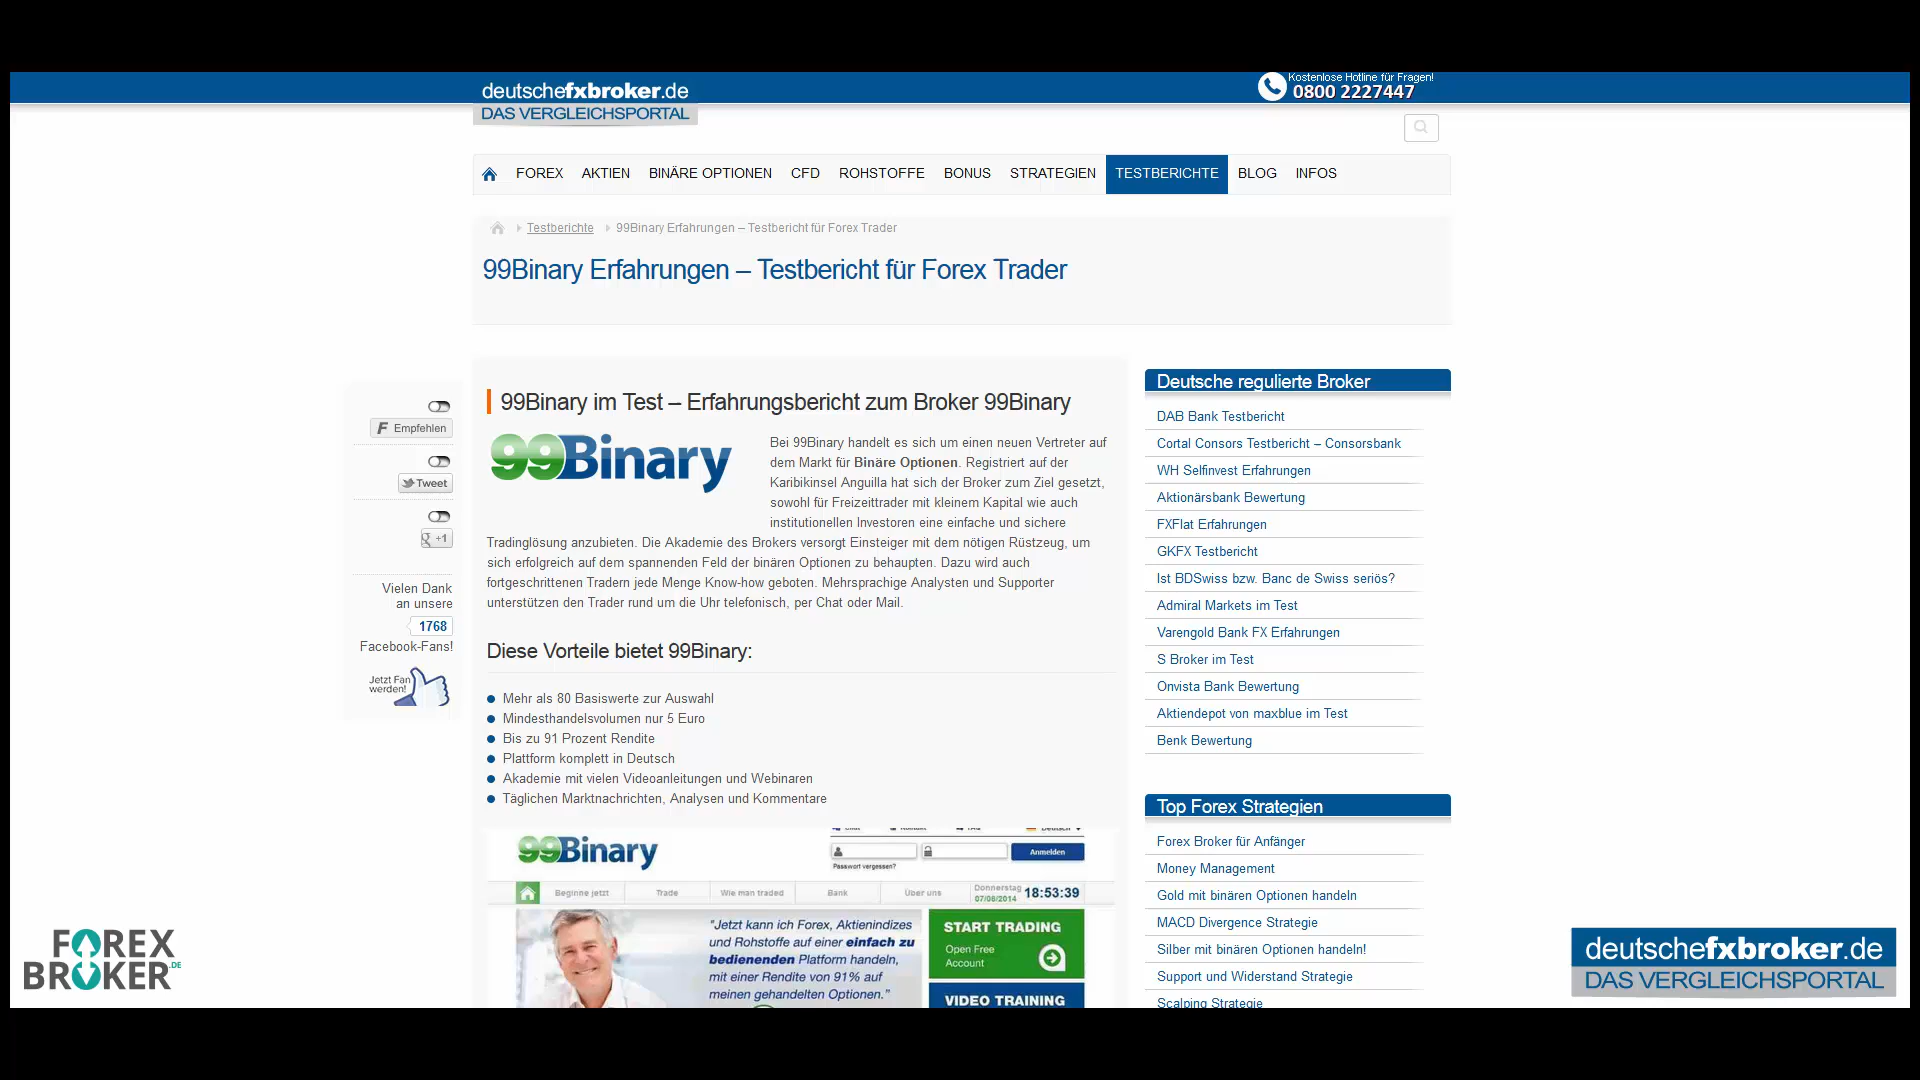 deutschefxbroker.de
DAS VERGLEICHSPORTAL
Kostenlose Hotline für Fragen!
0800 2227447
FOREX AKTIEN BINÄRE OPTIONEN CFD ROHSTOFFE BONUS STRATEGIEN TESTBERICHTE BLOG INFOS
Testberichte 99Binary Erfahrungen – Testbericht für Forex Trader
99Binary Erfahrungen – Testbericht für Forex Trader
F Empfehlen
Tweet
g +1
Vielen Dank
an unsere
1768
Facebook-Fans!
Jetzt Fan
werden!
99Binary im Test – Erfahrungsbericht zum Broker 99Binary
99Binary
Bei 99Binary handelt es sich um einen neuen Vertreter auf
dem Markt für Binäre Optionen. Registriert auf der
Karibikinsel Anguilla hat sich der Broker zum Ziel gesetzt,
sowohl für Freizeittrader mit kleinem Kapital wie auch
institutionellen Investoren eine einfache und sichere
Tradinglösung anzubieten. Die Akademie des Brokers versorgt Einsteiger mit dem nötigen Rüstzeug, um
sich erfolgreich auf dem spannenden Feld der binären Optionen zu behaupten. Dazu wird auch
fortgeschrittenen Tradern jede Menge Know-how geboten. Mehrsprachige Analysten und Supporter
unterstützen den Trader rund um die Uhr telefonisch, per Chat oder Mail.
Diese Vorteile bietet 99Binary:
Mehr als 80 Basiswerte zur Auswahl
Mindesthandelsvolumen nur 5 Euro
Bis zu 91 Prozent Rendite
Plattform komplett in Deutsch
Akademie mit vielen Videoanleitungen und Webinaren
Täglichen Marktnachrichten, Analysen und Kommentare
99Binary
Anmelden
Passwort vergessen?
Beginne jetzt Trade Wie man traded Bank Über uns
Donnerstag
07/08/2014
18:53:39
"Jetzt kann ich Forex, Aktienindizes
und Rohstoffe auf einer einfach zu
bedienenden Platform handeln,
mit einer Rendite von 91% auf
meinen gehandelten Optionen."
START TRADING
Open Free
Account
VIDEO TRAINING
Deutsche regulierte Broker
DAB Bank Testbericht
Cortal Consors Testbericht – Consorsbank
WH Selfinvest Erfahrungen
Aktionärsbank Bewertung
FXFlat Erfahrungen
GKFX Testbericht
Ist BDSwiss bzw. Banc de Swiss seriös?
Admiral Markets im Test
Varengold Bank FX Erfahrungen
S Broker im Test
Onvista Bank Bewertung
Aktiendepot von maxblue im Test
Benk Bewertung
Top Forex Strategien
Forex Broker für Anfänger
Money Management
Gold mit binären Optionen handeln
MACD Divergence Strategie
Silber mit binären Optionen handeln!
Support und Widerstand Strategie
Scalping Strategie
FOREX
BROKER.DE
deutschefxbroker.de
DAS VERGLEICHSPORTAL